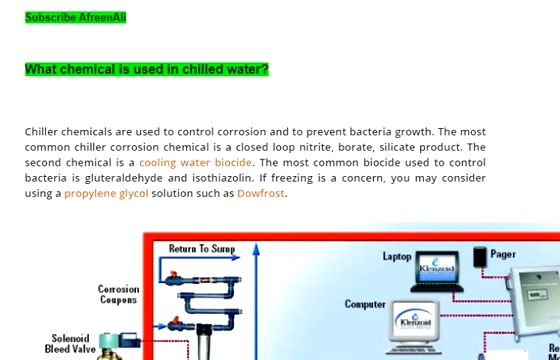 Subscribe AfreenAli
What chemical is used in chilled water?
Chiller chemicals are used to control corrosion and to prevent bacteria growth. The most
common chiller corrosion chemical is a closed loop nitrite, borate, silicate product. The
second chemical is a cooling water biocide. The most common biocide used to control
bacteria is gluteraldehyde and isothiazolin. If freezing is a concern, you may consider
using a propylene glycol solution such as Dowfrost.
Return To Sump
Laptop
Pager
Klenzoid
Corrosion
Coupons
Computer
Klenzoid
Solenoid
Bleed Valve
Re